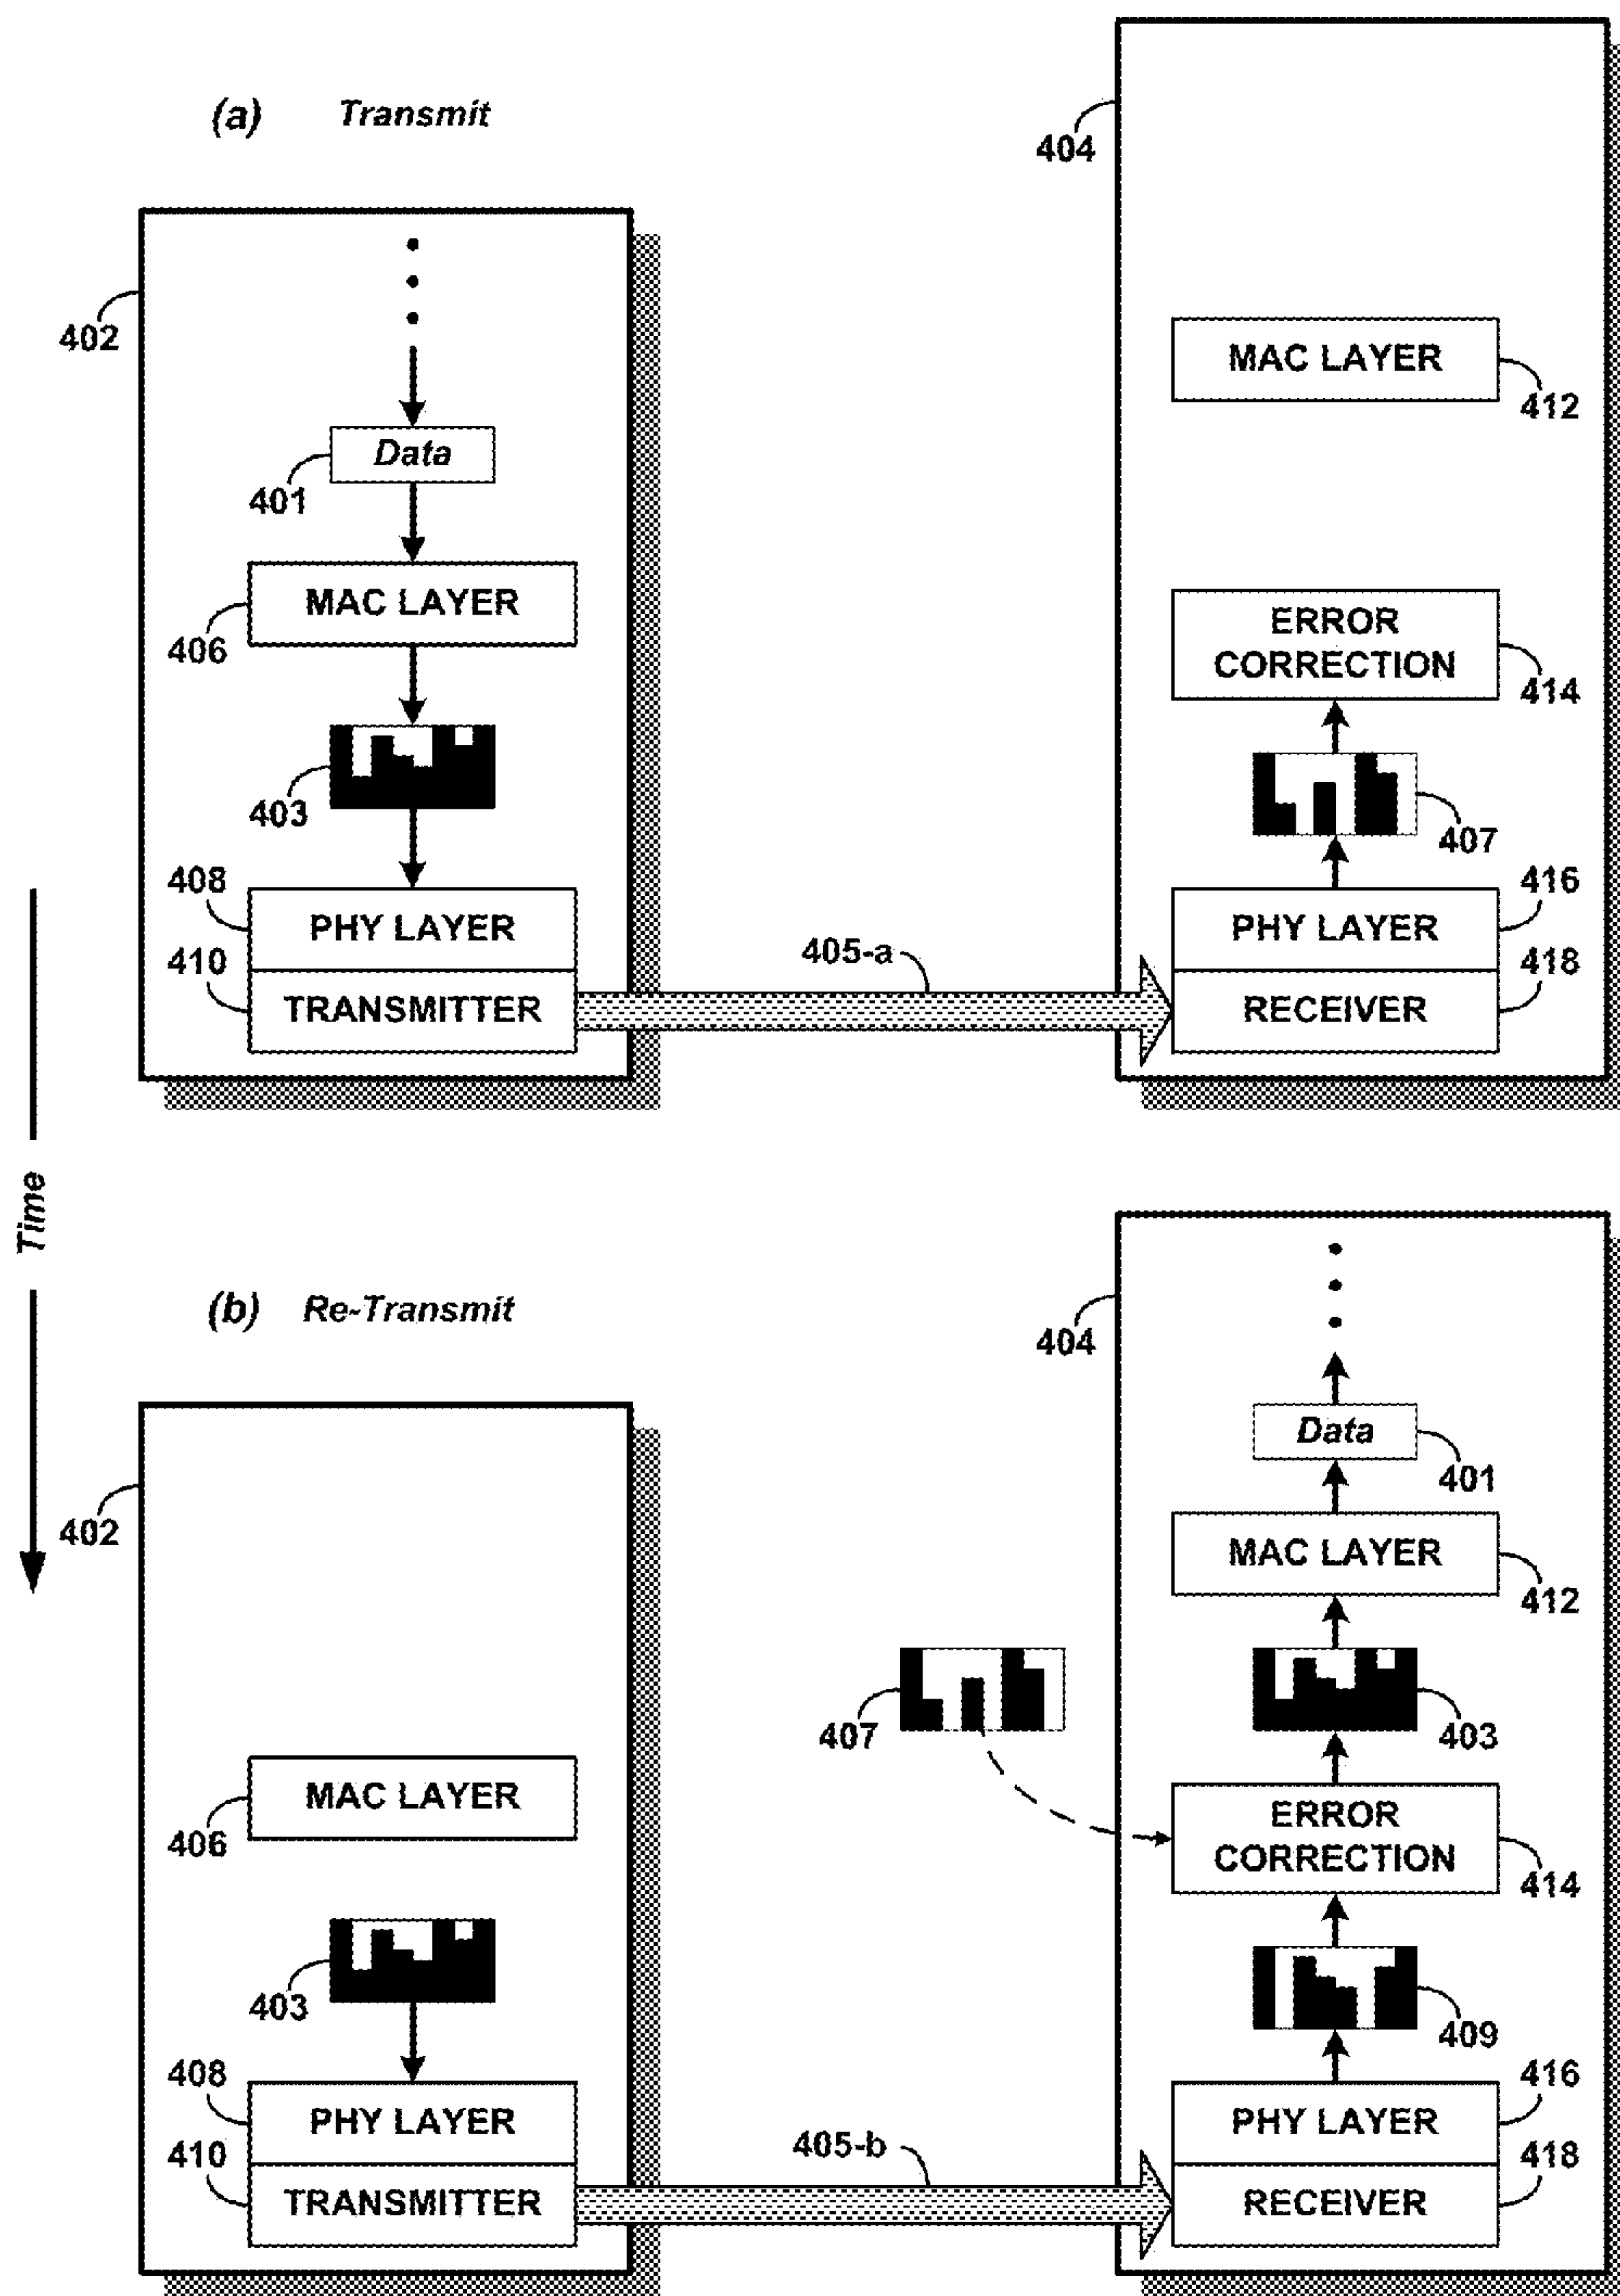 (a) Transmit
404
402
MAC LAYER
412
Data
401
MAC LAYER
406
ERROR
CORRECTION
414
403
407
408
PHY LAYER
416
PHY LAYER
405-a
410
TRANSMITTER
418
RECEIVER
Time
(b) Re-Transmit
404
Data
401
402
MAC LAYER
412
407
403
MAC LAYER
406
ERROR
CORRECTION
414
403
409
408
PHY LAYER
416
PHY LAYER
405-b
410
TRANSMITTER
418
RECEIVER